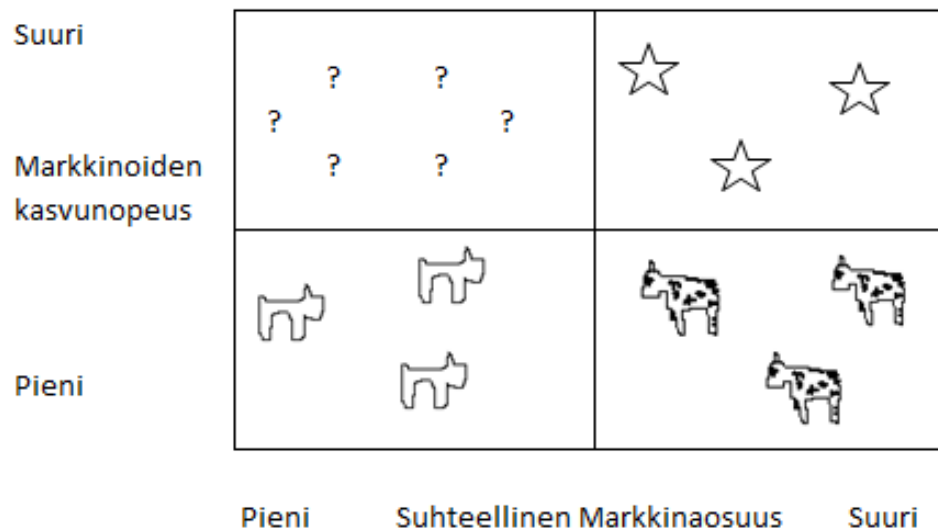 Suuri
? ?
? ?
Markkinoiden
? ?
kasvunopeus
Pieni
Pieni Suhteellinen Markkinaosuus Suuri